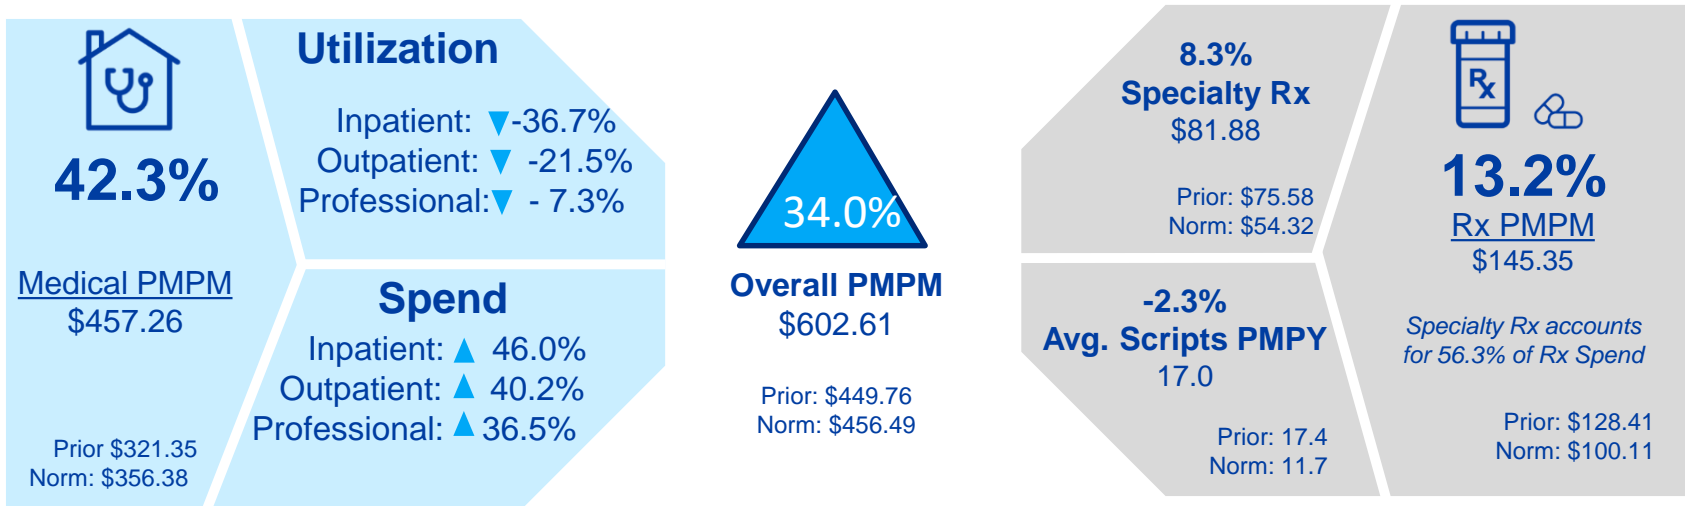 42.3%
Medical PMPM
$457.26
Prior $321.35
Norm: $356.38
Utilization
Inpatient: ▼-36.7%
Outpatient: ▼ -21.5%
Professional:▼ - 7.3%
Spend
Inpatient: ▲ 46.0%
Outpatient: ▲ 40.2%
Professional: ▲ 36.5%
34.0%
Overall PMPM
$602.61
Prior: $449.76
Norm: $456.49
8.3%
Specialty Rx
$81.88
Prior: $75.58
Norm: $54.32
-2.3%
Avg. Scripts PMPY
17.0
Prior: 17.4
Norm: 11.7
Rx
13.2%
Rx PMPM
$145.35
Specialty Rx accounts
for 56.3% of Rx Spend
Prior: $128.41
Norm: $100.11